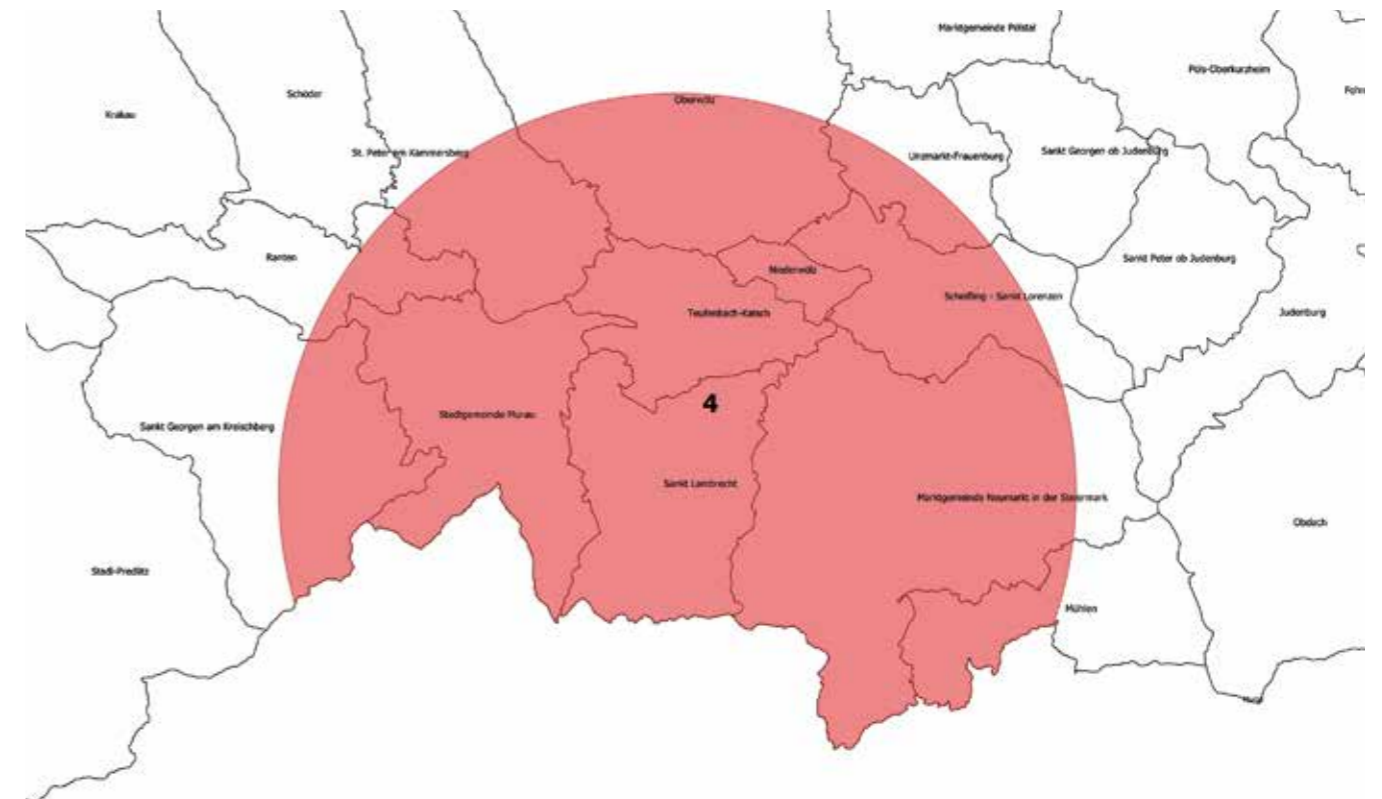 Marktgemeinde Pölstal
Pöls-Oberkurzheim
Schöder
Oberwölz
Krakau
St. Peter am Kammersberg
Unzmarkt-Frauenburg
Sankt Georgen ob Judenburg
Ranten
Niederwölz
Sankt Peter ob Judenburg
Scheifling - Sankt Lorenzen
Teufenbach-Katsch
Judenburg
4
Stadtgemeinde Murau
Sankt Georgen am Kreischberg
Sankt Lambrecht
Marktgemeinde Neumarkt in der Steiermark
Obdach
Stadl-Predlitz
Mühlen